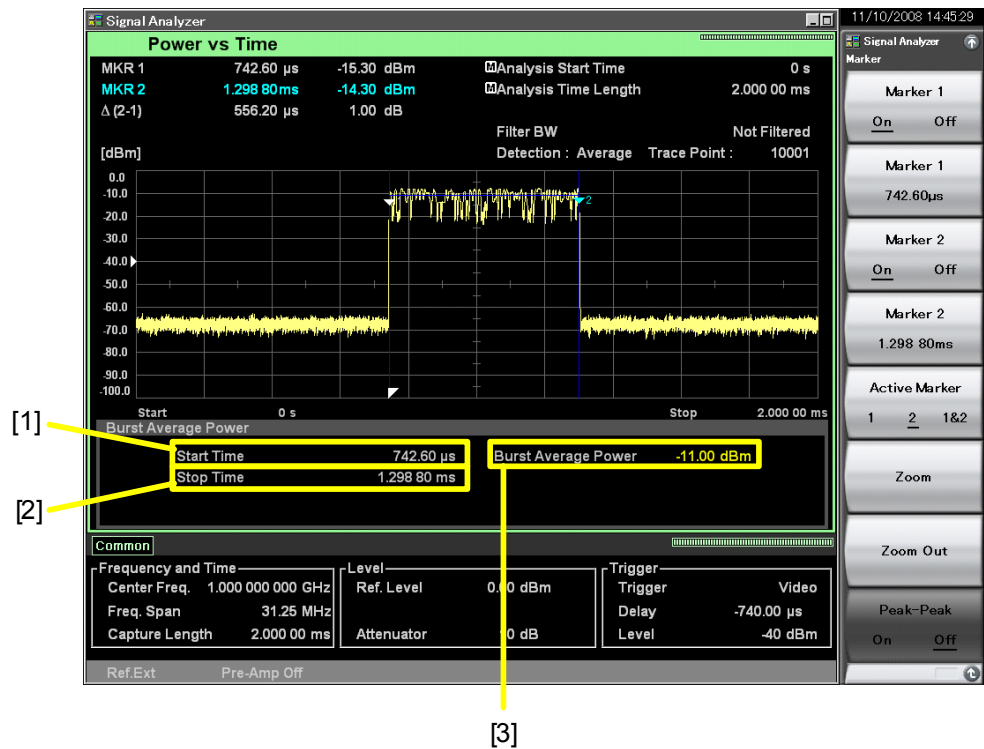 Signal Analyzer
11/10/2008 14:45:29
Power vs Time
MKR 1 742.60 µs -15.30 dBm
MKR 2 1.298 80ms -14.30 dBm
Δ (2-1) 556.20 µs 1.00 dB
M Analysis Start Time 0 s
M Analysis Time Length 2.000 00 ms
Filter BW Not Filtered
Detection : Average Trace Point : 10001
[dBm]
0.0
-10.0
-20.0
-30.0
-40.0
-50.0
-60.0
-70.0
-80.0
-90.0
-100.0
2
Start 0 s Stop 2.000 00 ms
Burst Average Power
[1]
Start Time 742.60 µs
Burst Average Power -11.00 dBm
Stop Time 1.298 80 ms
[2]
Common
Frequency and Time
Center Freq. 1.000 000 000 GHz
Freq. Span 31.25 MHz
Capture Length 2.000 00 ms
Level
Ref. Level 0.00 dBm
Attenuator 0 dB
Trigger
Trigger Video
Delay -740.00 µs
Level -40 dBm
Ref.Ext Pre-Amp Off
Signal Analyzer
Marker
Marker 1
On Off
Marker 1
742.60µs
Marker 2
On Off
Marker 2
1.298 80ms
Active Marker
1 2 1&2
Zoom
Zoom Out
Peak-Peak
On Off
[3]